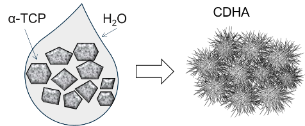 α-TCP
H₂O
CDHA